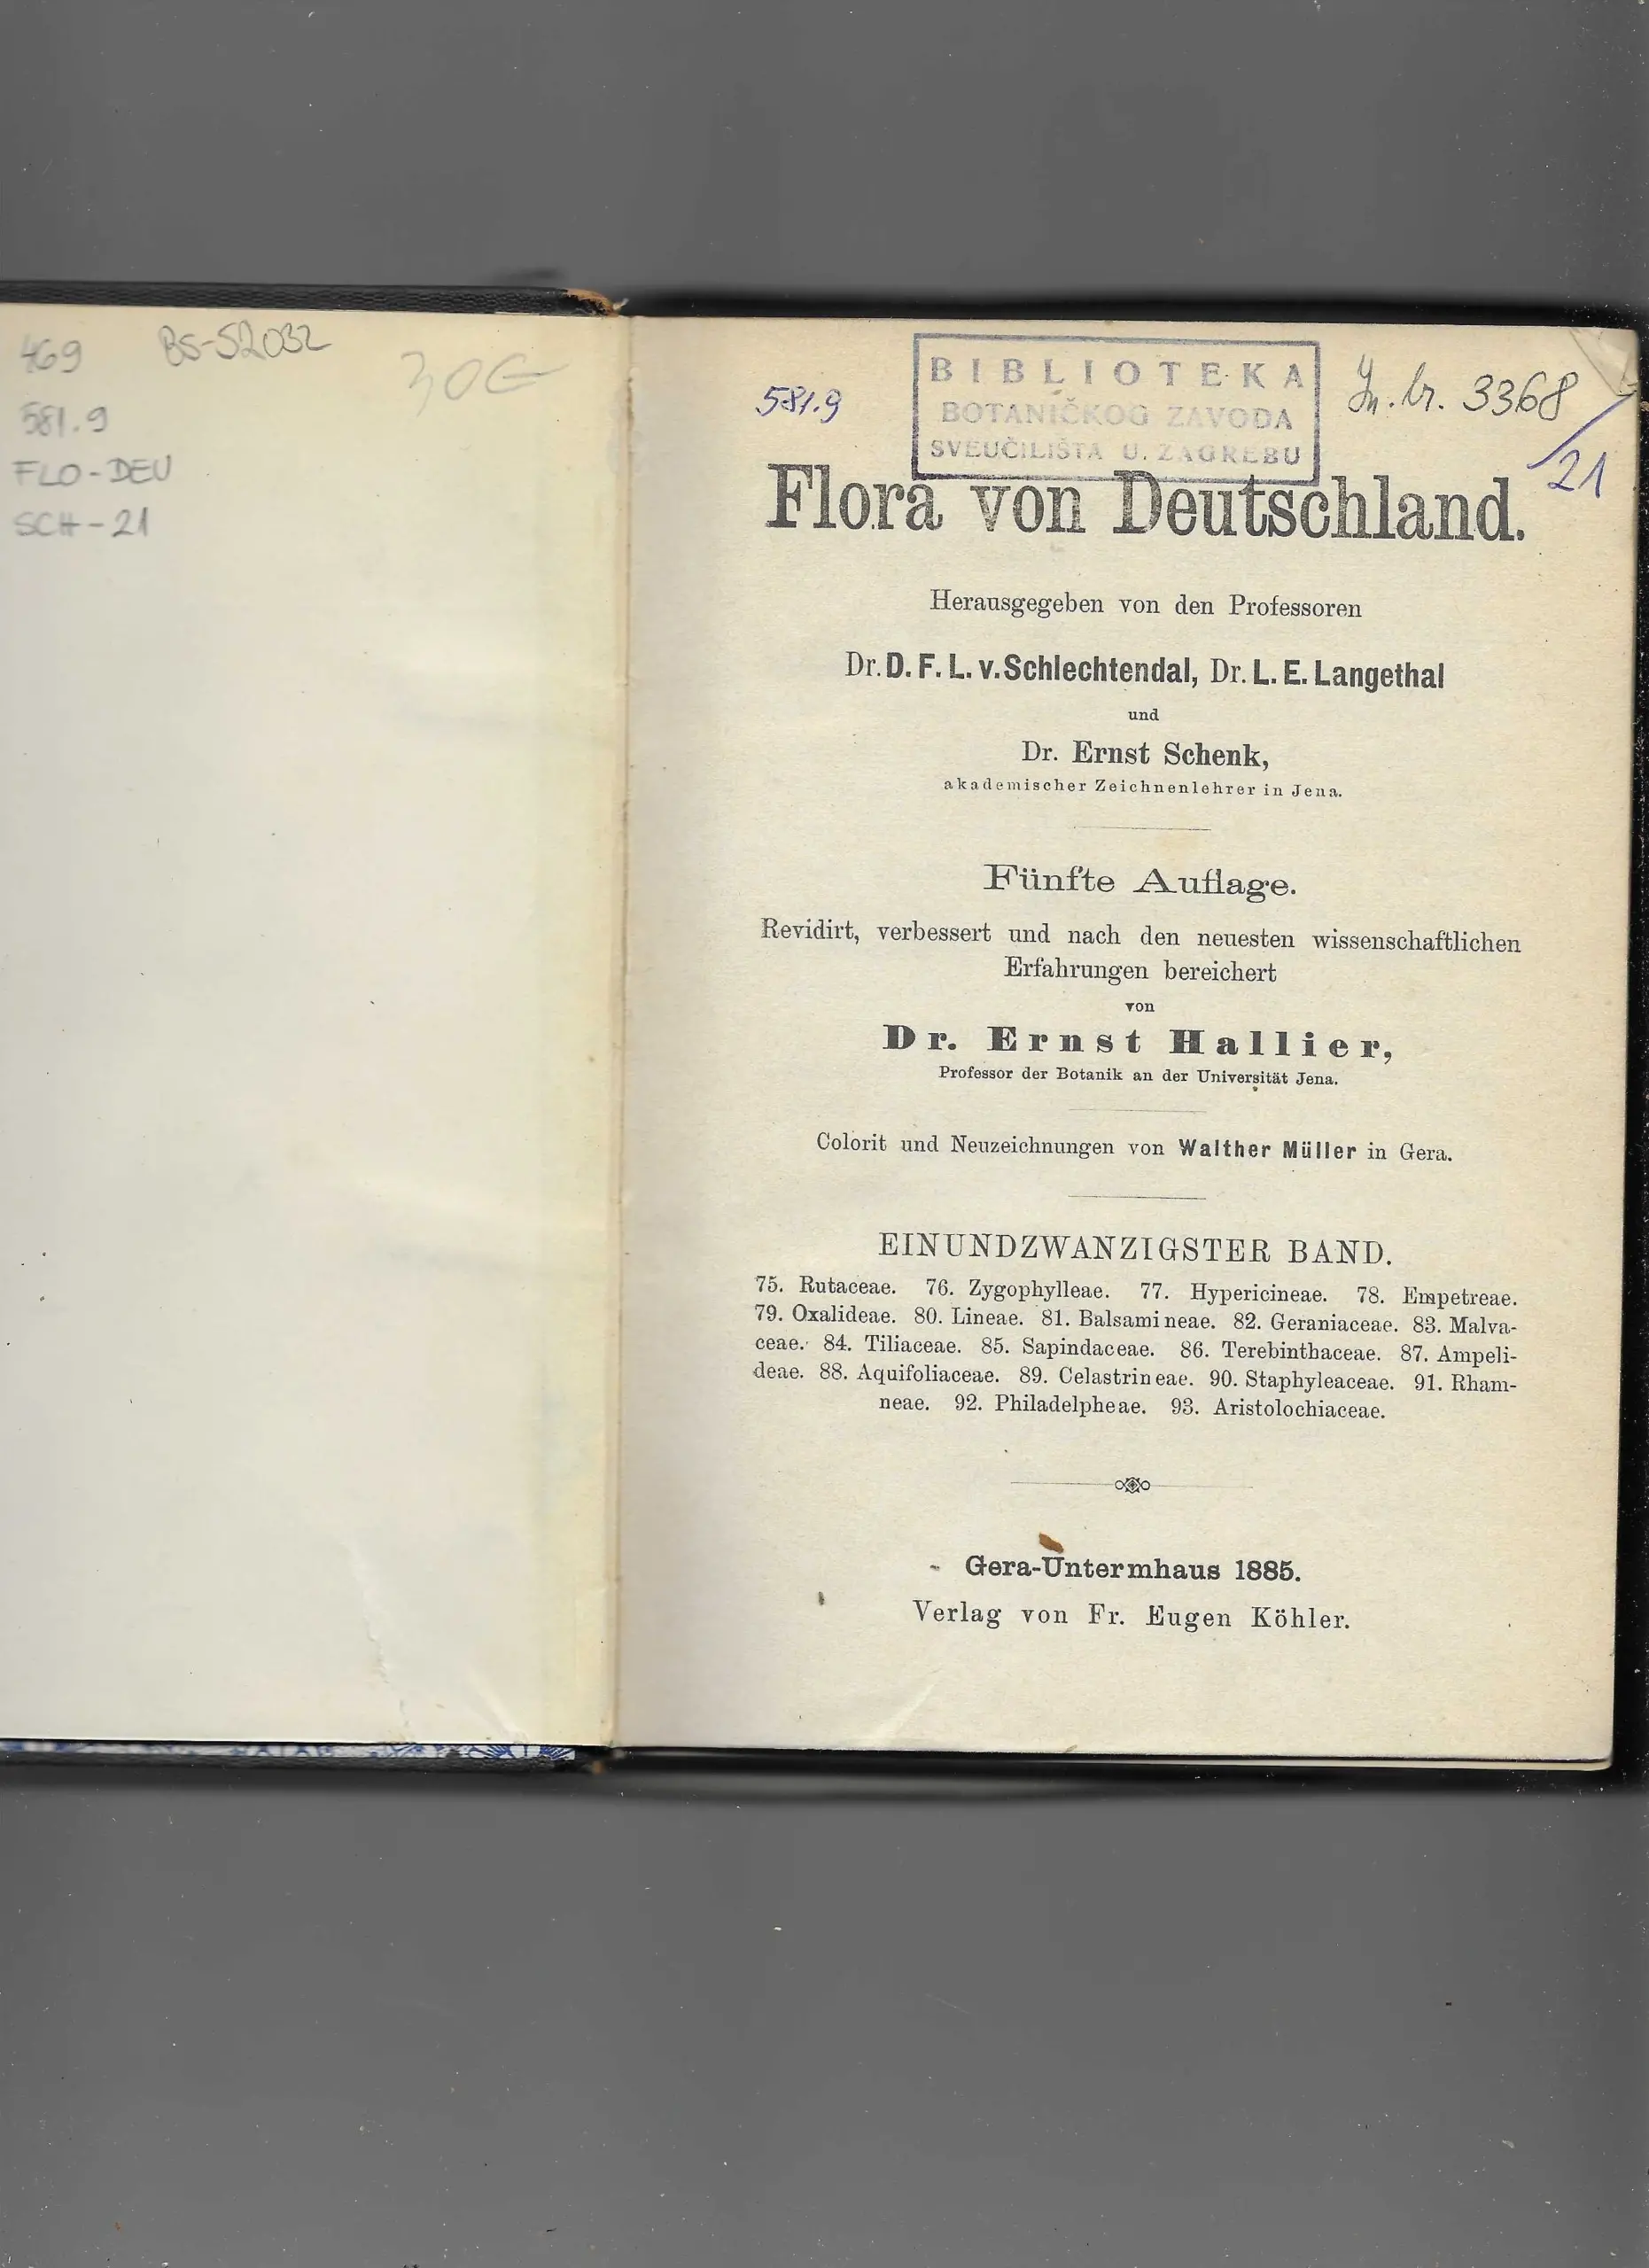 469 BS-52032
30€
581.9
FLO-DEU
SCH-21
581.9
BIBLIOTEKA
BOTANIČKOG ZAVODA
SVEUČILIŠTA U. ZAGREBU
In. br. 3368/21
Flora von Deutschland.
Herausgegeben von den Professoren
Dr. D. F. L. v. Schlechtendal, Dr. L. E. Langethal
und
Dr. Ernst Schenk,
akademischer Zeichnenlehrer in Jena.
Fünfte Auflage.
Revidirt, verbessert und nach den neuesten wissenschaftlichen
Erfahrungen bereichert
von
Dr. Ernst Hallier,
Professor der Botanik an der Universität Jena.
Colorit und Neuzeichnungen von Walther Müller in Gera.
EINUNDZWANZIGSTER BAND.
75. Rutaceae. 76. Zygophylleae. 77. Hypericineae. 78. Empetreae.
79. Oxalideae. 80. Lineae. 81. Balsamineae. 82. Geraniaceae. 83. Malva-
ceae. 84. Tiliaceae. 85. Sapindaceae. 86. Terebinthaceae. 87. Ampeli-
deae. 88. Aquifoliaceae. 89. Celastrineae. 90. Staphyleaceae. 91. Rham-
neae. 92. Philadelpheae. 93. Aristolochiaceae.
Gera-Untermhaus 1885.
Verlag von Fr. Eugen Köhler.